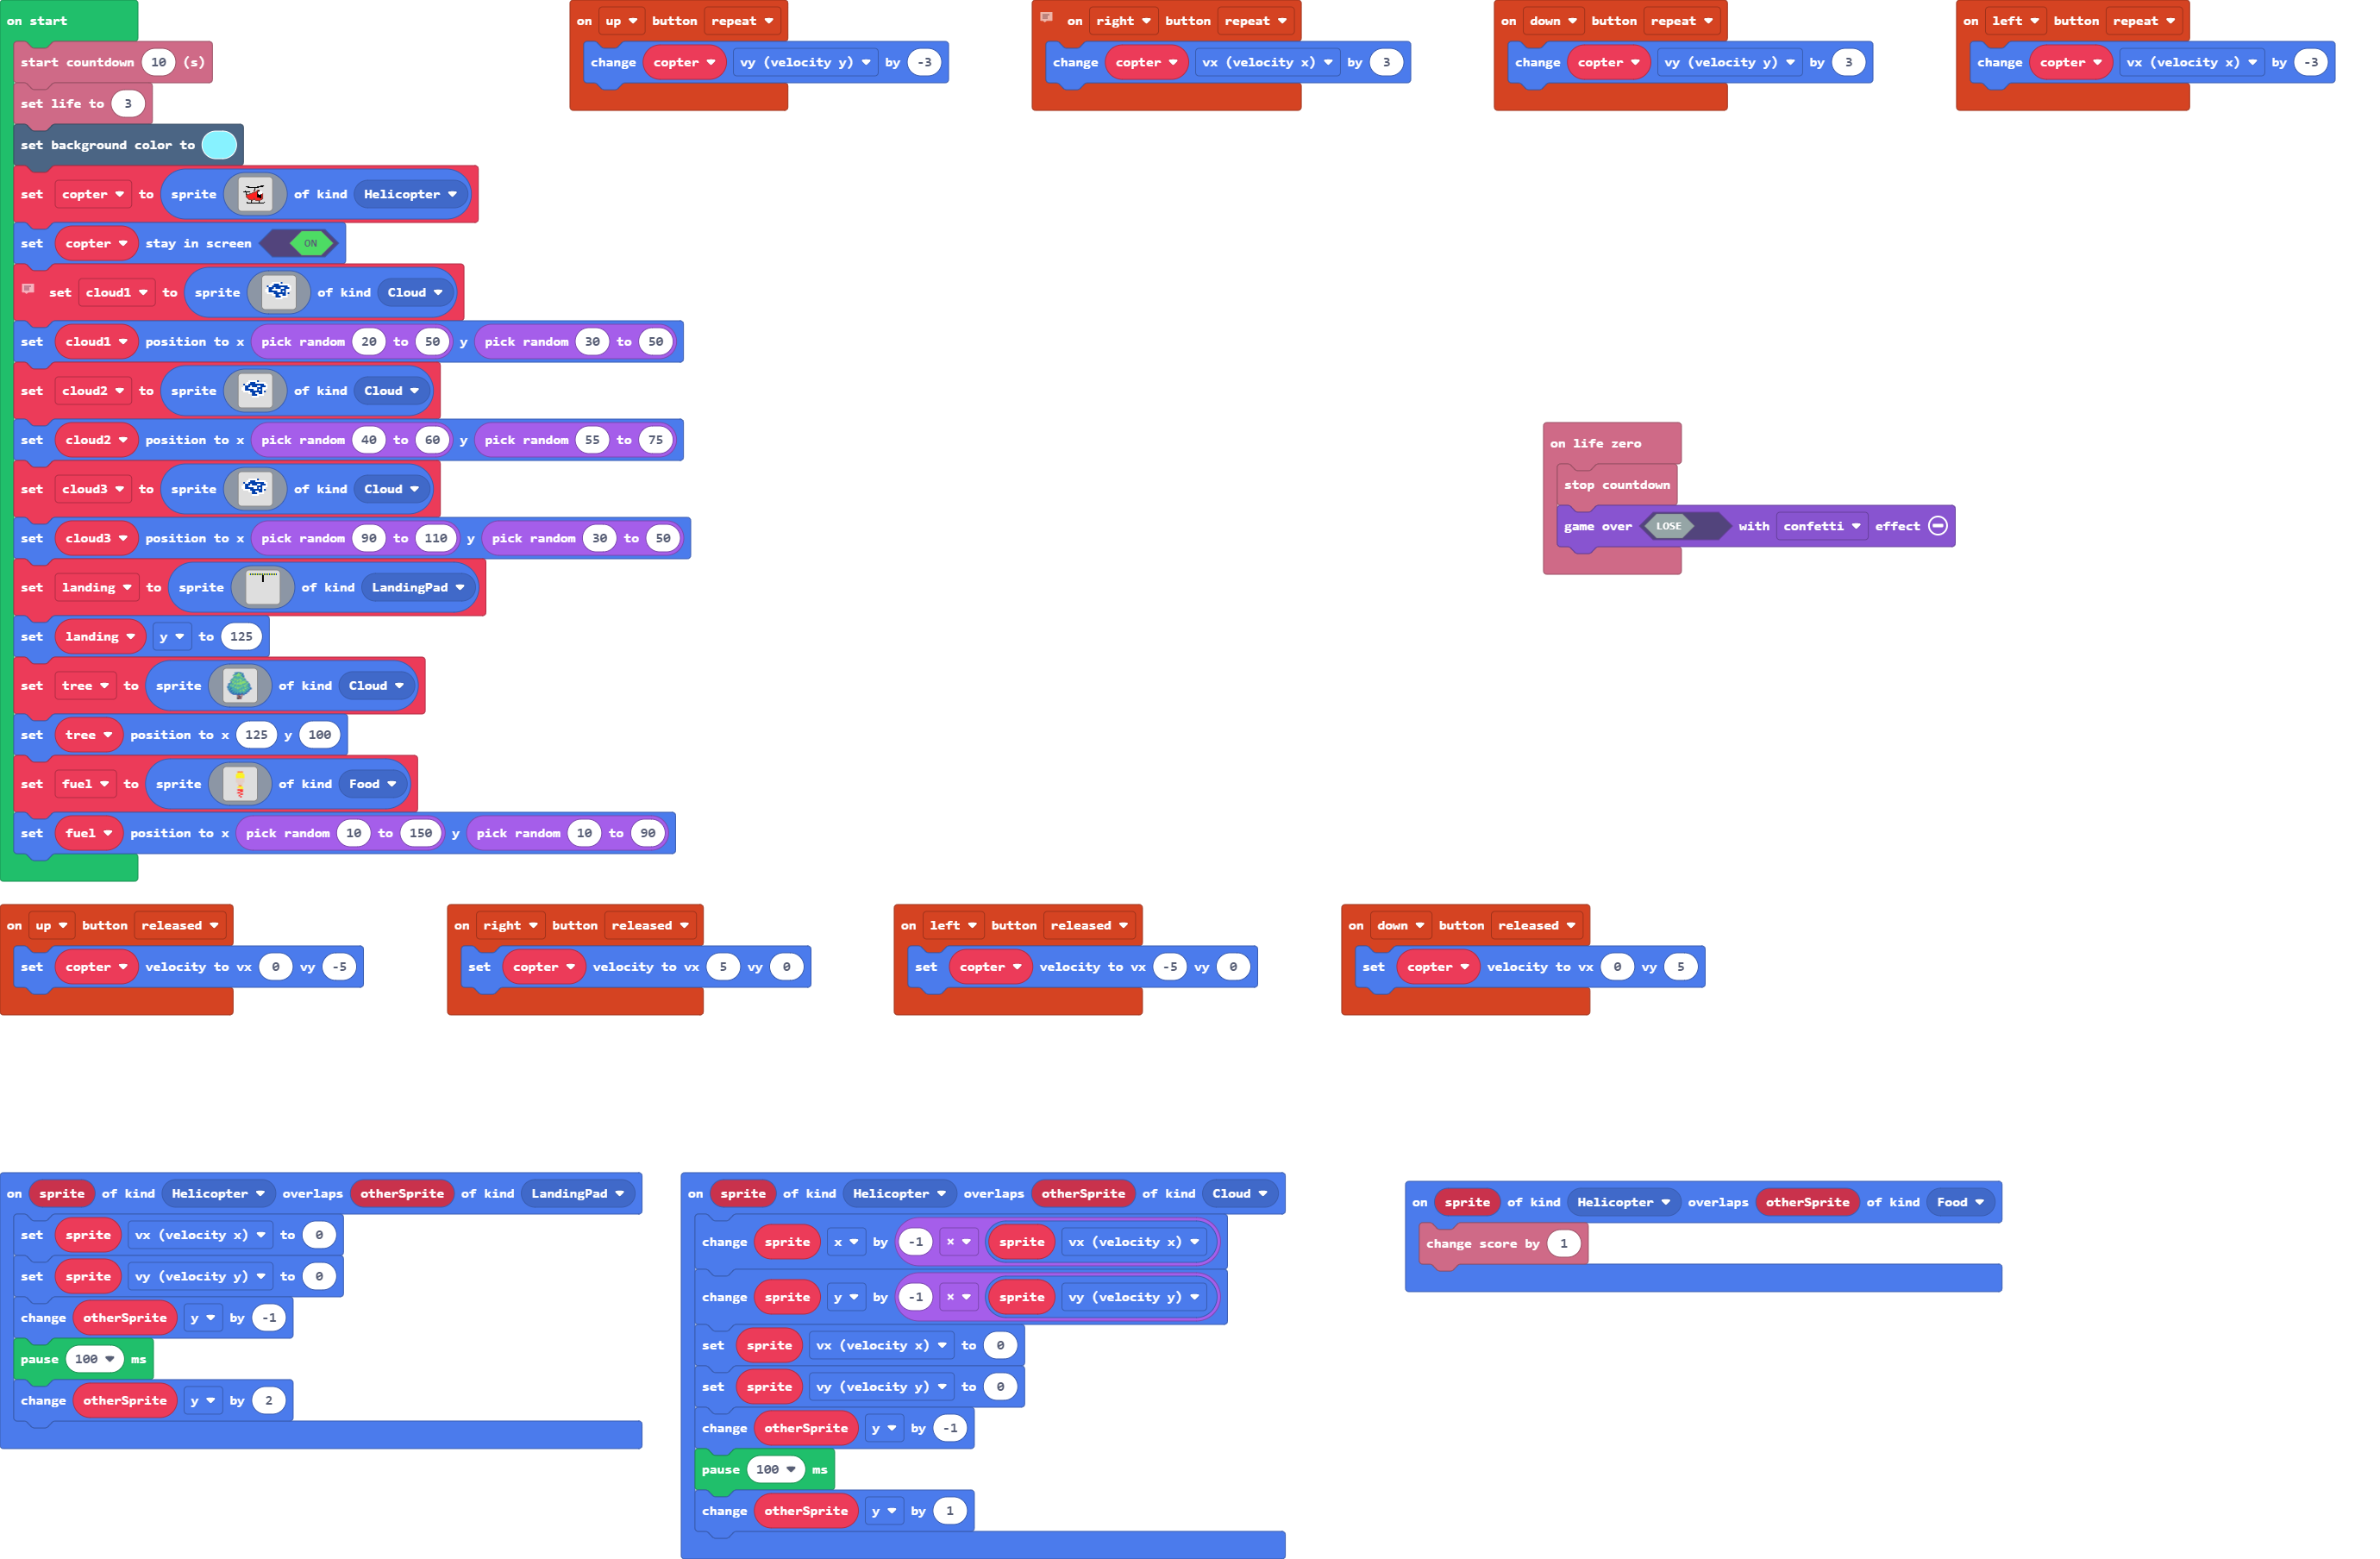 on start
start countdown 10 (s)
set life to 3
set background color to
set copter to sprite of kind Helicopter
set copter stay in screen ON
set cloud1 to sprite of kind Cloud
set cloud1 position to x pick random 20 to 50 y pick random 30 to 50
set cloud2 to sprite of kind Cloud
set cloud2 position to x pick random 40 to 60 y pick random 55 to 75
set cloud3 to sprite of kind Cloud
set cloud3 position to x pick random 90 to 110 y pick random 30 to 50
set landing to sprite of kind LandingPad
set landing y to 125
set tree to sprite of kind Cloud
set tree position to x 125 y 100
set fuel to sprite of kind Food
set fuel position to x pick random 10 to 150 y pick random 10 to 90
on up button repeat
change copter vy (velocity y) by -3
on right button repeat
change copter vx (velocity x) by 3
on down button repeat
change copter vy (velocity y) by 3
on left button repeat
change copter vx (velocity x) by -3
on life zero
stop countdown
game over LOSE with confetti effect
on up button released
set copter velocity to vx 0 vy -5
on right button released
set copter velocity to vx 5 vy 0
on left button released
set copter velocity to vx -5 vy 0
on down button released
set copter velocity to vx 0 vy 5
on sprite of kind Helicopter overlaps otherSprite of kind LandingPad
set sprite vx (velocity x) to 0
set sprite vy (velocity y) to 0
change otherSprite y by -1
pause 100 ms
change otherSprite y by 2
on sprite of kind Helicopter overlaps otherSprite of kind Cloud
change sprite x by -1 × sprite vx (velocity x)
change sprite y by -1 × sprite vy (velocity y)
set sprite vx (velocity x) to 0
set sprite vy (velocity y) to 0
change otherSprite y by -1
pause 100 ms
change otherSprite y by 1
on sprite of kind Helicopter overlaps otherSprite of kind Food
change score by 1